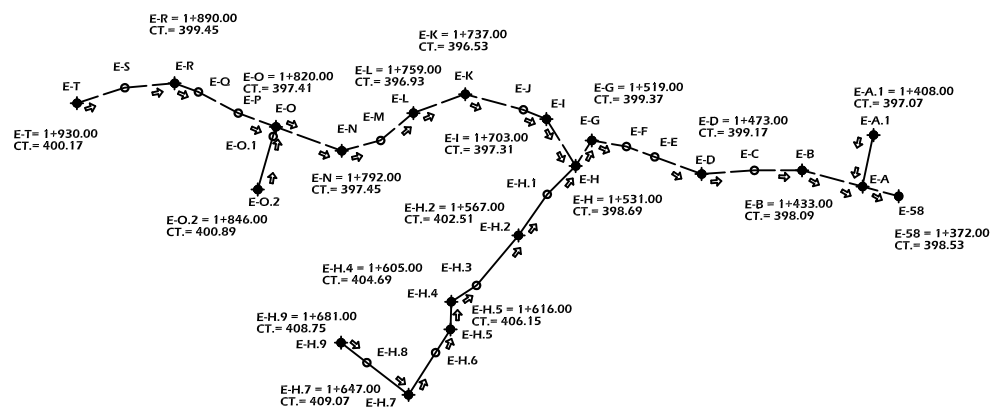 E-R = 1+890.00
CT.= 399.45
E-K = 1+737.00
CT.= 396.53
E-T
E-S
E-R
E-Q
E-P
E-O = 1+820.00
CT.= 397.41
E-O
E-L = 1+759.00
CT.= 396.93
E-L
E-K
E-J
E-I
E-G = 1+519.00
CT.= 399.37
E-G
E-A.1 = 1+408.00
CT.= 397.07
E-A.1
E-T= 1+930.00
CT.= 400.17
E-O.1
E-N
E-M
E-I = 1+703.00
CT.= 397.31
E-F
E-E
E-D = 1+473.00
CT.= 399.17
E-D
E-C
E-B
E-A
E-N = 1+792.00
CT.= 397.45
E-H
E-H.1
E-O.2
E-H = 1+531.00
CT.= 398.69
E-B = 1+433.00
CT.= 398.09
E-58
E-O.2 = 1+846.00
CT.= 400.89
E-H.2 = 1+567.00
CT.= 402.51
E-H.2
E-58 = 1+372.00
CT.= 398.53
E-H.4 = 1+605.00
CT.= 404.69
E-H.3
E-H.4
E-H.5 = 1+616.00
CT.= 406.15
E-H.9 = 1+681.00
CT.= 408.75
E-H.9
E-H.8
E-H.5
E-H.6
E-H.7 = 1+647.00
CT.= 409.07
E-H.7